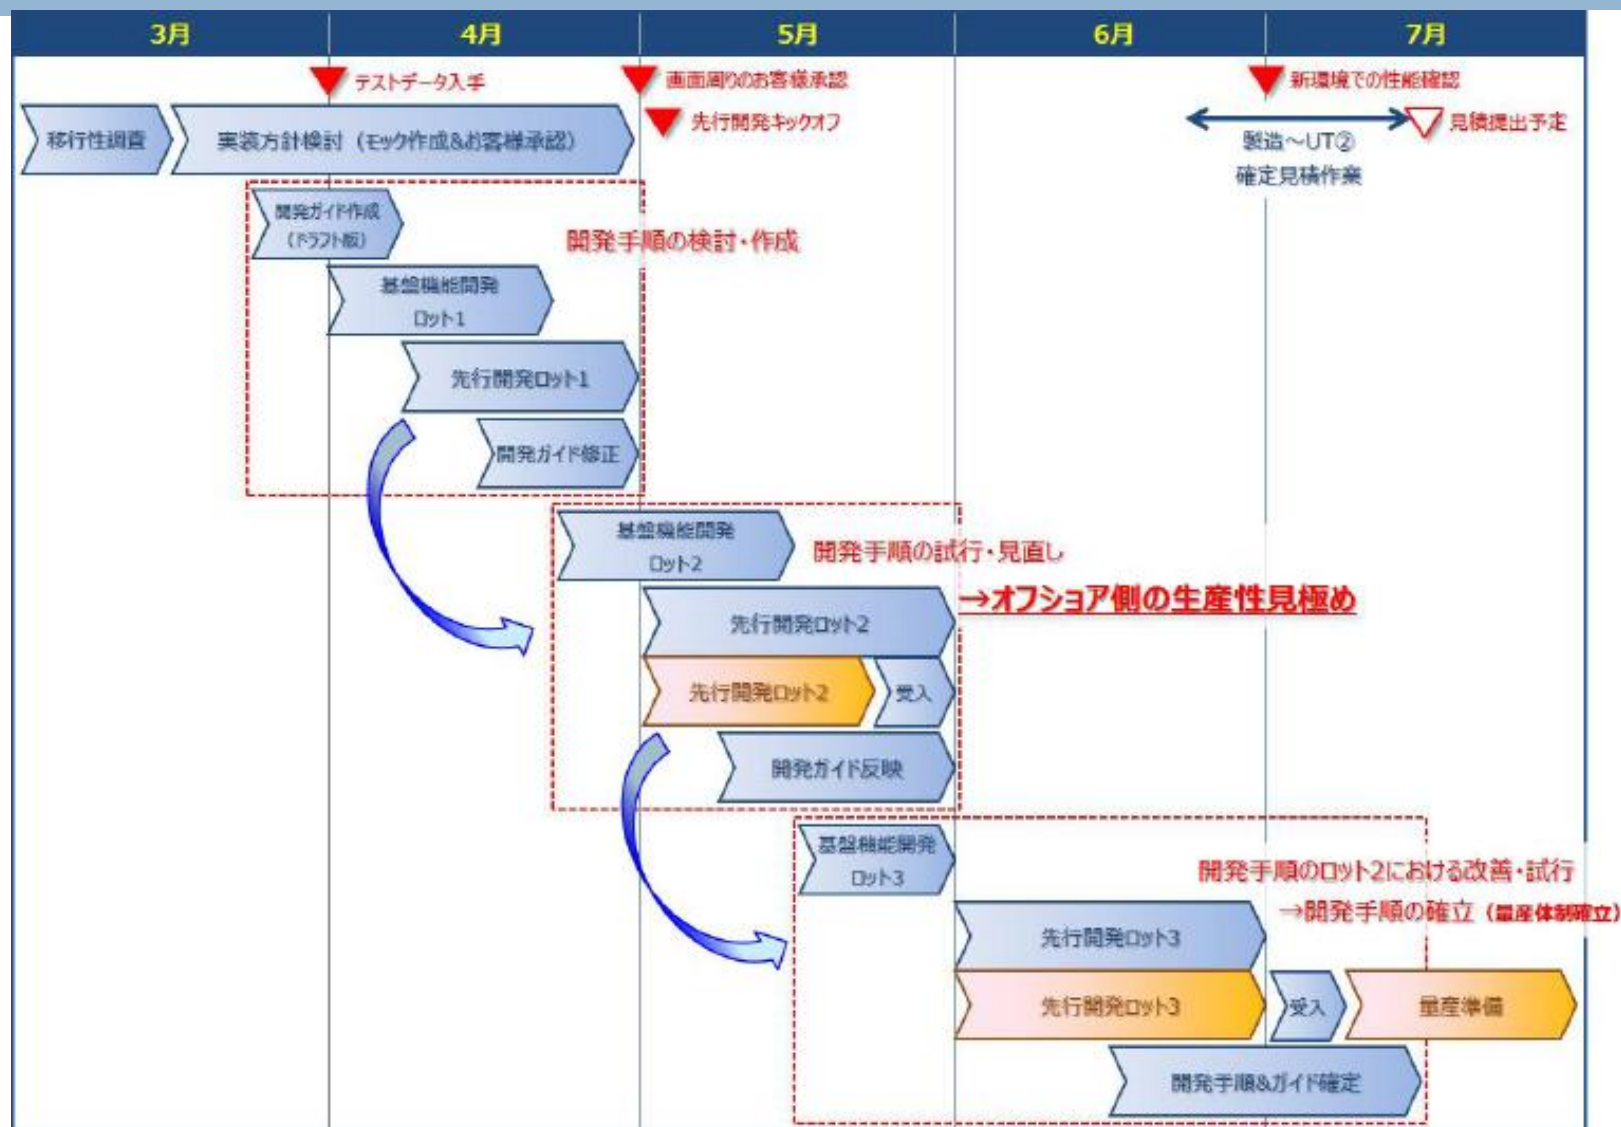 3月
4月
5月
6月
7月
テストデータ入手
画面周りのお客様承認
新環境での性能確認
先行開発キックオフ
見積提出予定
移行性調査
実装方針検討（モック作成&お客様承認）
製造～UT②
確定見積作業
開発ガイド作成
（ドラフト版）
開発手順の検討・作成
基盤機能開発
ロット1
先行開発ロット1
開発ガイド修正
基盤機能開発
ロット2
開発手順の試行・見直し
→オフショア側の生産性見極め
先行開発ロット2
先行開発ロット2
受入
開発ガイド反映
基盤機能開発
ロット3
開発手順のロット2における改善・試行
→開発手順の確立（量産体制確立）
先行開発ロット3
先行開発ロット3
受入
量産準備
開発手順&ガイド確定